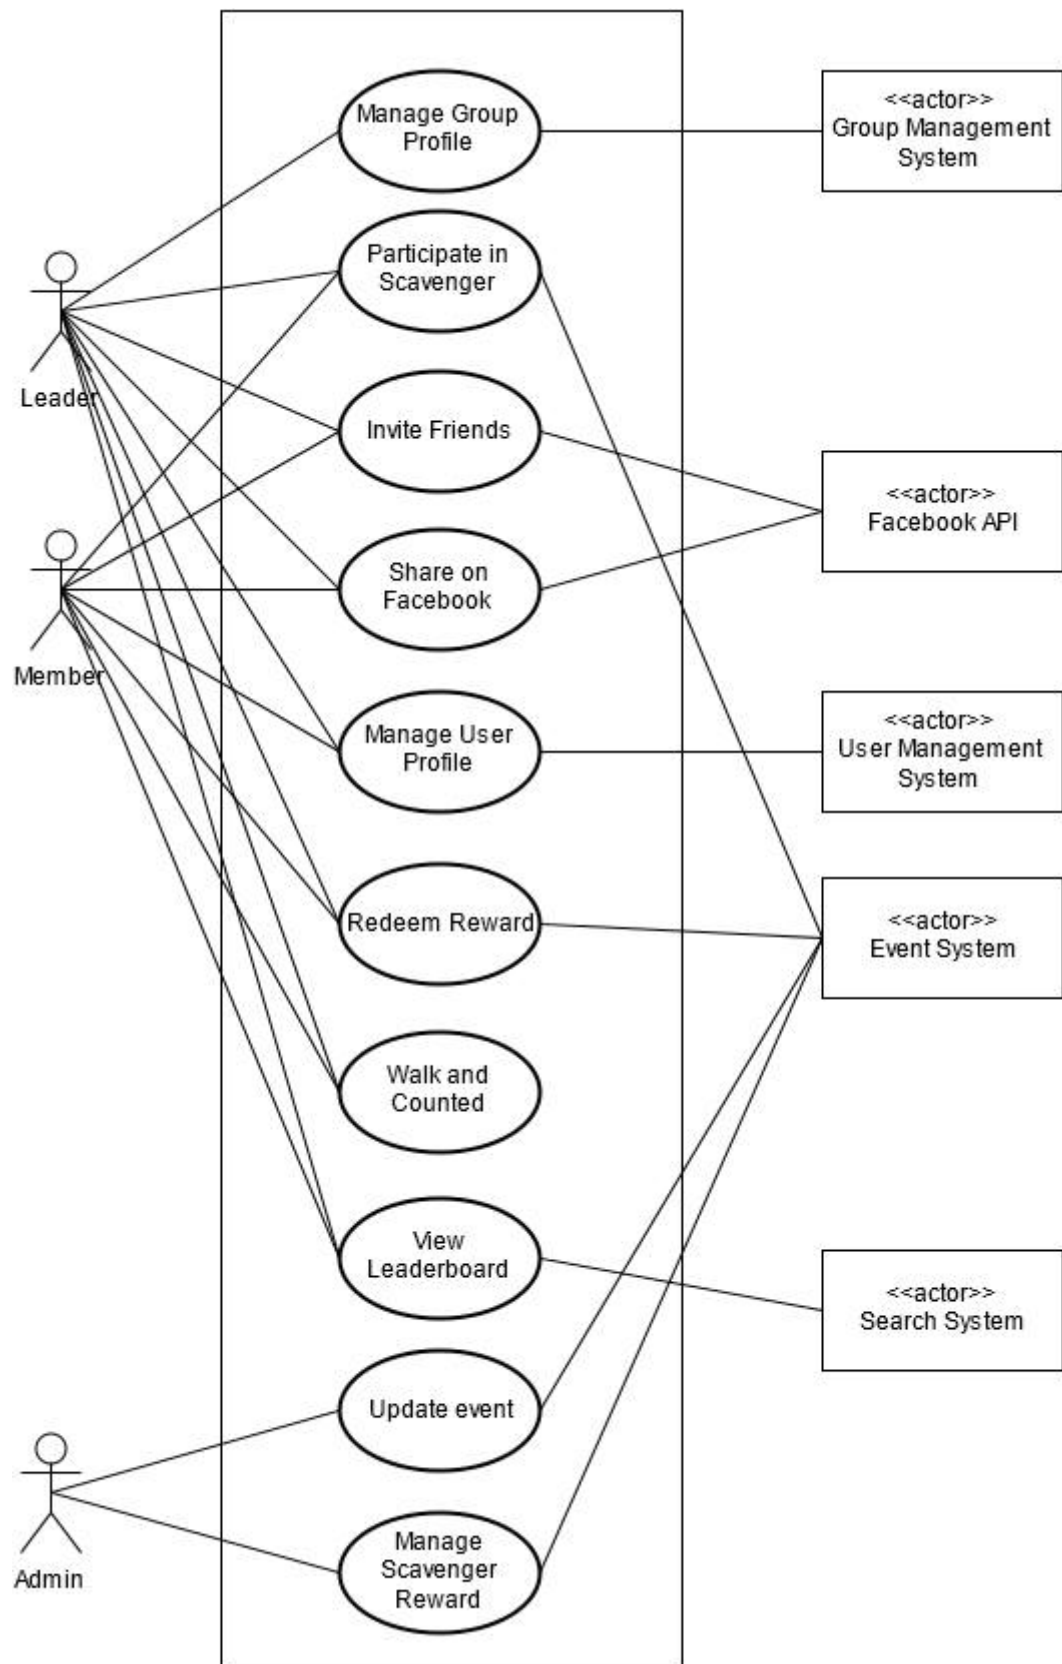 Manage Group
Profile
<<actor>>
Group Management
System
Participate in
Scavenger
Leader
Invite Friends
<<actor>>
Facebook API
Share on
Facebook
Member
Manage User
Profile
<<actor>>
User Management
System
Redeem Reward
<<actor>>
Event System
Walk and
Counted
View
Leaderboard
<<actor>>
Search System
Update event
Admin
Manage
Scavenger
Reward